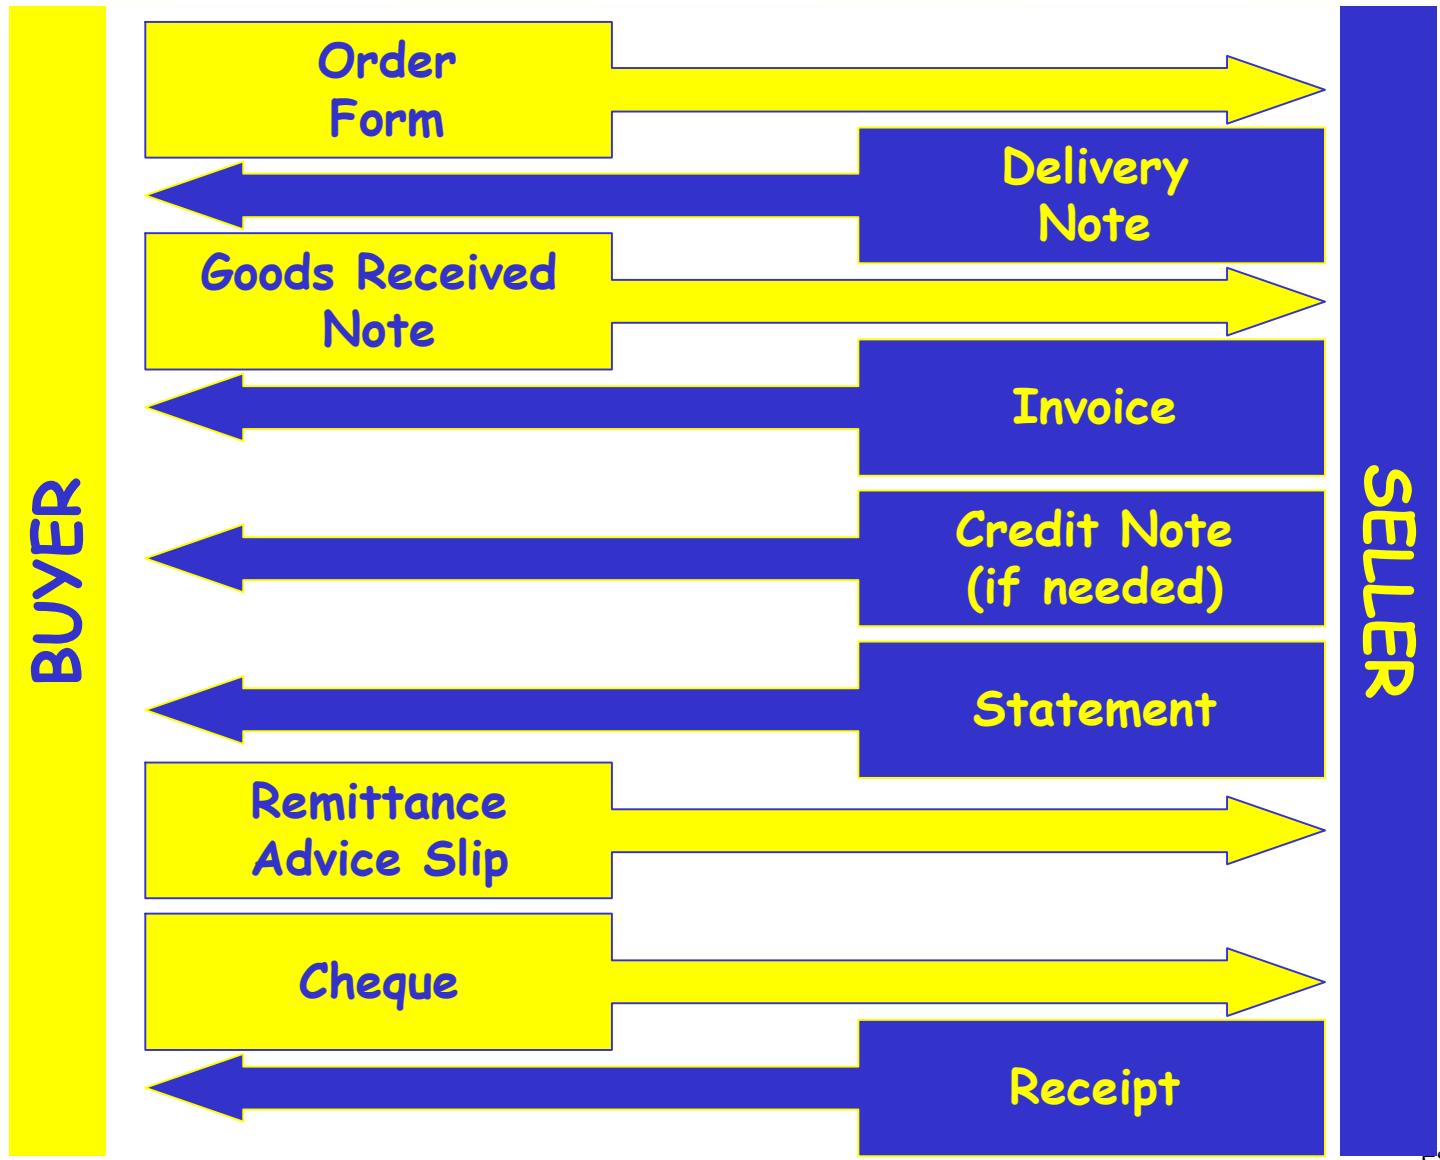 Order
Form
Delivery
Note
Goods Received
Note
Invoice
BUYER
SELLER
Credit Note
(if needed)
Statement
Remittance
Advice Slip
Cheque
Receipt